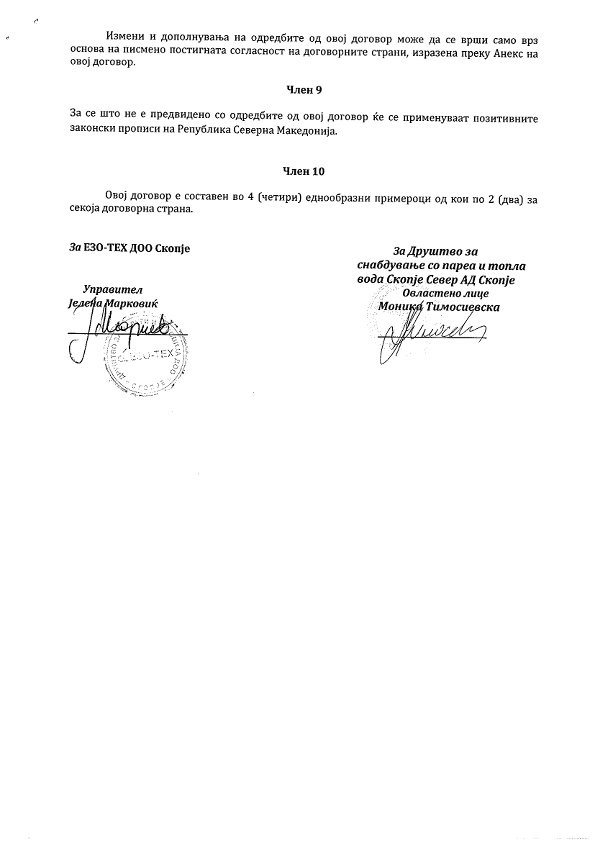 Измени и дополнувања на одредбите од овој договор може да се врши само врз
основа на писмено постигната согласност на договорните страни, изразена преку Анекс на
овој договор.
Член 9
За се што не е предвидено со одредбите од овој договор ќе се применуваат позитивните
законски прописи на Република Северна Македонија.
Член 10
Овој договор е составен во 4 (четири) еднообразни примероци од кои по 2 (два) за
секоја договорна страна.
За ЕЗО-ТЕХ ДОО Скопје
Управител
Јелена Марковиќ
ЕЗО-ТЕХ
СКОПЈЕ
За Друштво за
снабдување со пареа и топла
вода Скопје Север АД Скопје
Овластено лице
Моника Тимосиевска